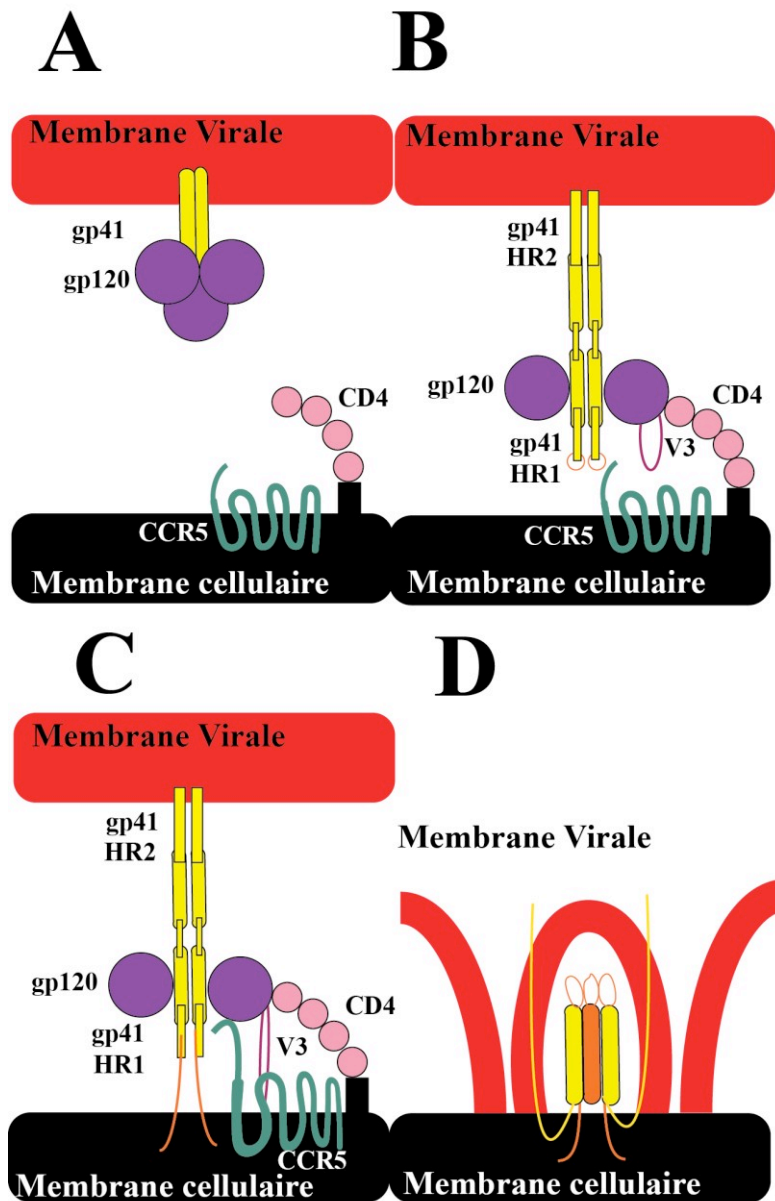 A
Membrane Virale
gp41
gp120
CD4
CCR5
Membrane cellulaire
B
Membrane Virale
gp41
HR2
gp120
CD4
gp41
HR1
V3
CCR5
Membrane cellulaire
C
Membrane Virale
gp41
HR2
gp120
CD4
gp41
HR1
V3
CCR5
Membrane cellulaire
D
Membrane Virale
Membrane cellulaire